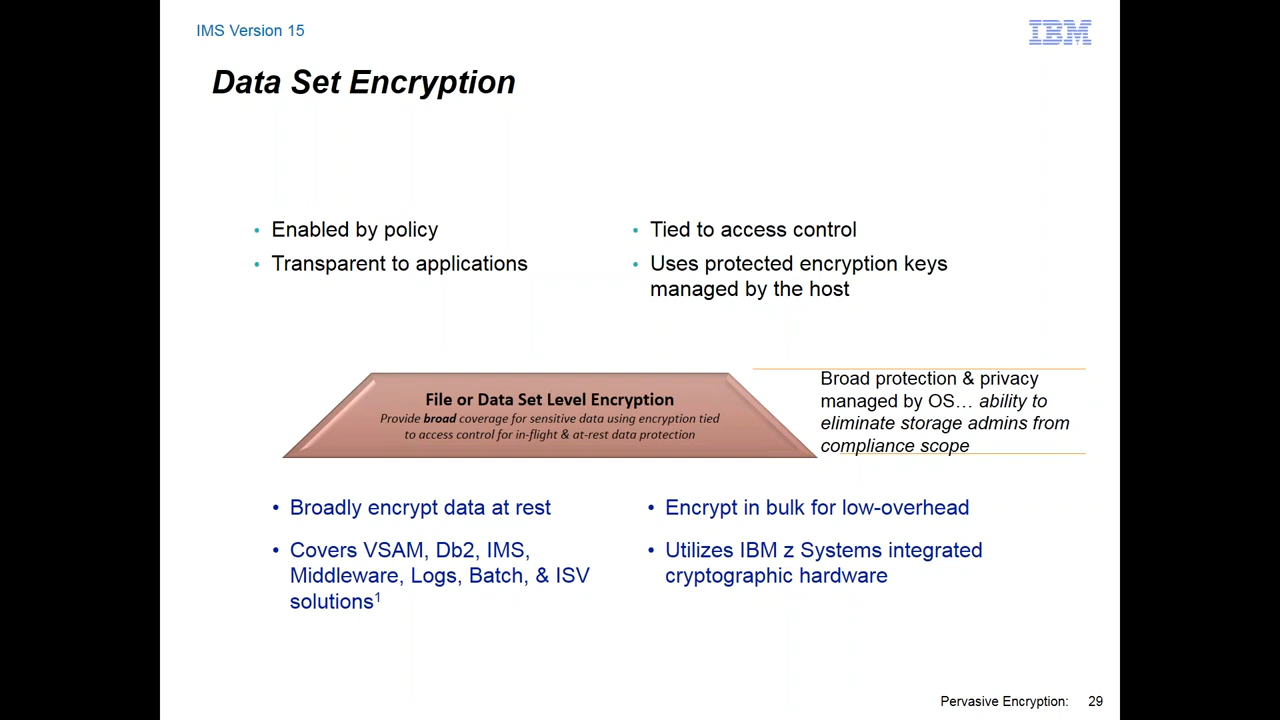 IMS Version 15
IBM
Data Set Encryption
• Enabled by policy
• Transparent to applications
• Tied to access control
• Uses protected encryption keys
managed by the host
File or Data Set Level Encryption
Provide broad coverage for sensitive data using encryption tied
to access control for in-flight & at-rest data protection
Broad protection & privacy
managed by OS… ability to
eliminate storage admins from
compliance scope
• Broadly encrypt data at rest
• Covers VSAM, Db2, IMS,
Middleware, Logs, Batch, & ISV
solutions1
• Encrypt in bulk for low-overhead
• Utilizes IBM z Systems integrated
cryptographic hardware
Pervasive Encryption: 29